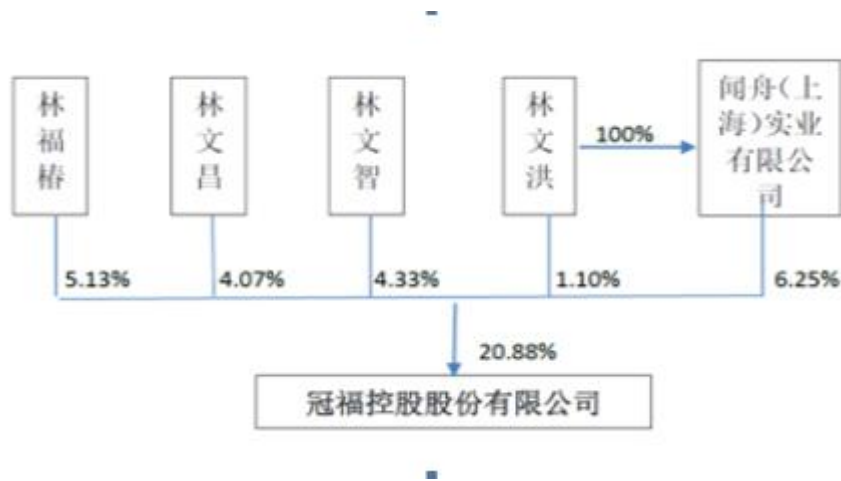 林
福
椿
林
文
昌
林
文
智
林
文
洪
100%
闻舟(上
海)实业
有限公
司
5.13%
4.07%
4.33%
1.10%
6.25%
20.88%
冠福控股股份有限公司